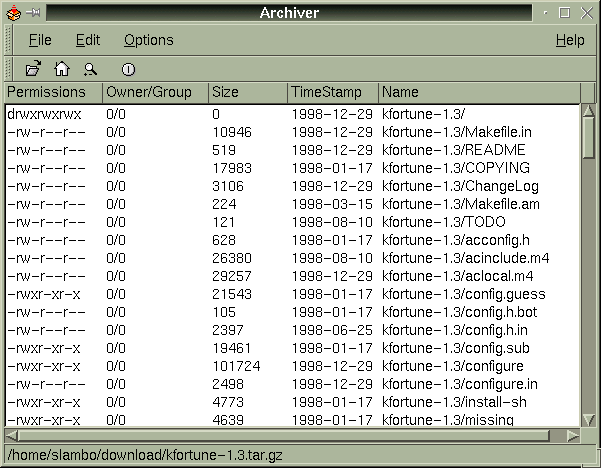 Archiver
File Edit Options Help
Permissions Owner/Group Size TimeStamp Name
drwxrwxrwx 0/0 0 1998-12-29 kfortune-1.3/
-rw-r--r-- 0/0 10946 1998-12-29 kfortune-1.3/Makefile.in
-rw-r--r-- 0/0 519 1998-12-29 kfortune-1.3/README
-rw-r--r-- 0/0 17983 1998-01-17 kfortune-1.3/COPYING
-rw-r--r-- 0/0 3106 1998-12-29 kfortune-1.3/ChangeLog
-rw-r--r-- 0/0 224 1998-03-15 kfortune-1.3/Makefile.am
-rw-r--r-- 0/0 121 1998-08-10 kfortune-1.3/TODO
-rw-r--r-- 0/0 628 1998-01-17 kfortune-1.3/acconfig.h
-rw-r--r-- 0/0 26380 1998-08-10 kfortune-1.3/acinclude.m4
-rw-r--r-- 0/0 29257 1998-12-29 kfortune-1.3/aclocal.m4
-rwxr-xr-x 0/0 21543 1998-01-17 kfortune-1.3/config.guess
-rw-r--r-- 0/0 105 1998-01-17 kfortune-1.3/config.h.bot
-rw-r--r-- 0/0 2397 1998-06-25 kfortune-1.3/config.h.in
-rwxr-xr-x 0/0 19461 1998-01-17 kfortune-1.3/config.sub
-rwxr-xr-x 0/0 101724 1998-12-29 kfortune-1.3/configure
-rw-r--r-- 0/0 2498 1998-12-29 kfortune-1.3/configure.in
-rwxr-xr-x 0/0 4773 1998-01-17 kfortune-1.3/install-sh
-rwxr-xr-x 0/0 4639 1998-01-17 kfortune-1.3/missing
/home/slambo/download/kfortune-1.3.tar.gz